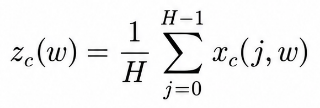 z_c(w) = \frac{1}{H} \sum_{j=0}^{H-1} x_c(j, w)